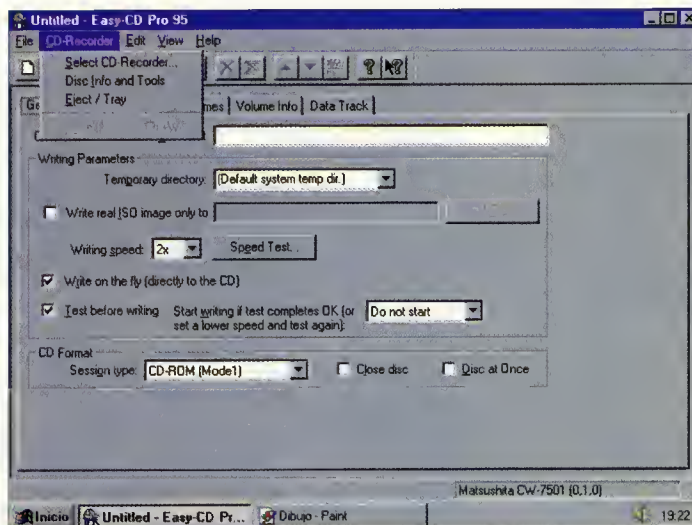 Untitled - Easy-CD Pro 95
File CD-Recorder Edit View Help
Select CD-Recorder...
Disc Info and Tools
Eject / Tray
Volume Info Data Track
Writing Parameters
Temporary directory: (Default system temp dir.)
Write real ISO image only to
Writing speed: 2x Speed Test...
Write on the fly (directly to the CD)
Test before writing Start writing if test completes OK (or Do not start
set a lower speed and test again):
CD Format
Session type: CD-ROM (Mode1) Close disc Disc at Once
Matsushita CW-7501 (0,1,0)
Inicio Untitled - Easy-CD Pr... Dibujo - Paint 19:22